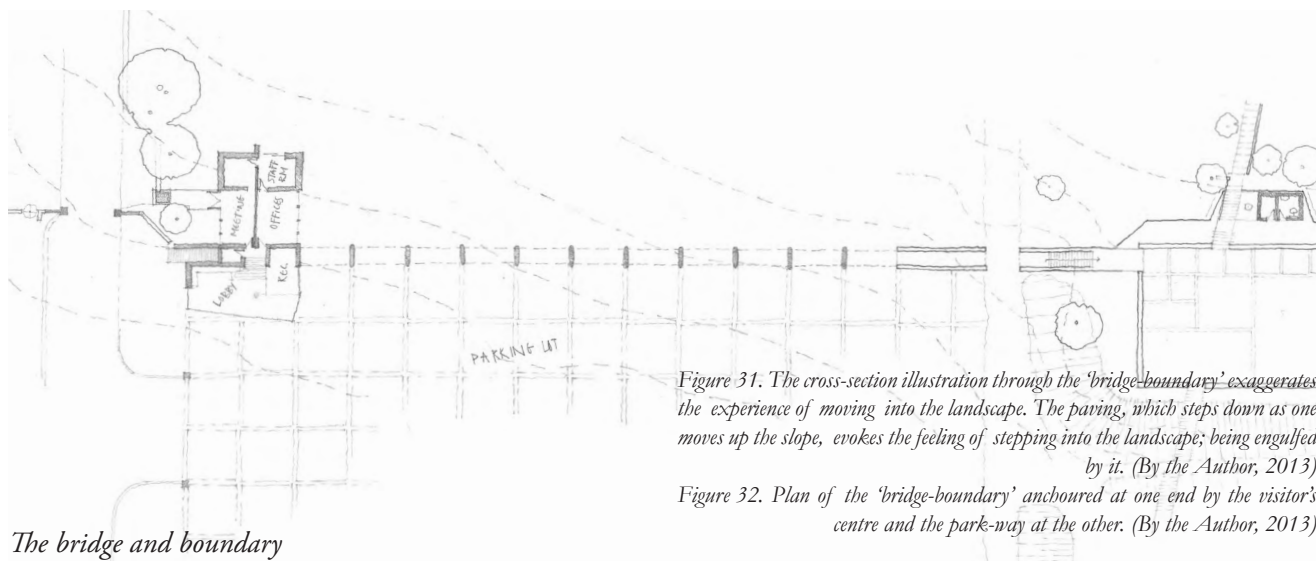 STAFF
RM
MEETING
OFFICES
REC
LOBBY
PARKING LOT
Figure 31. The cross-section illustration through the ‘bridge-boundary’ exaggerates
the experience of moving into the landscape. The paving, which steps down as one
moves up the slope, evokes the feeling of stepping into the landscape; being engulfed
by it. (By the Author, 2013)
Figure 32. Plan of the ‘bridge-boundary’ anchoured at one end by the visitor’s
centre and the park-way at the other. (By the Author, 2013)
The bridge and boundary